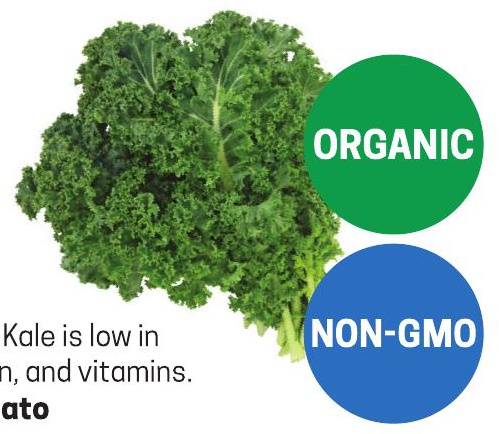 ORGANIC
NON-GMO
Kale is low in
n, and vitamins.
ato